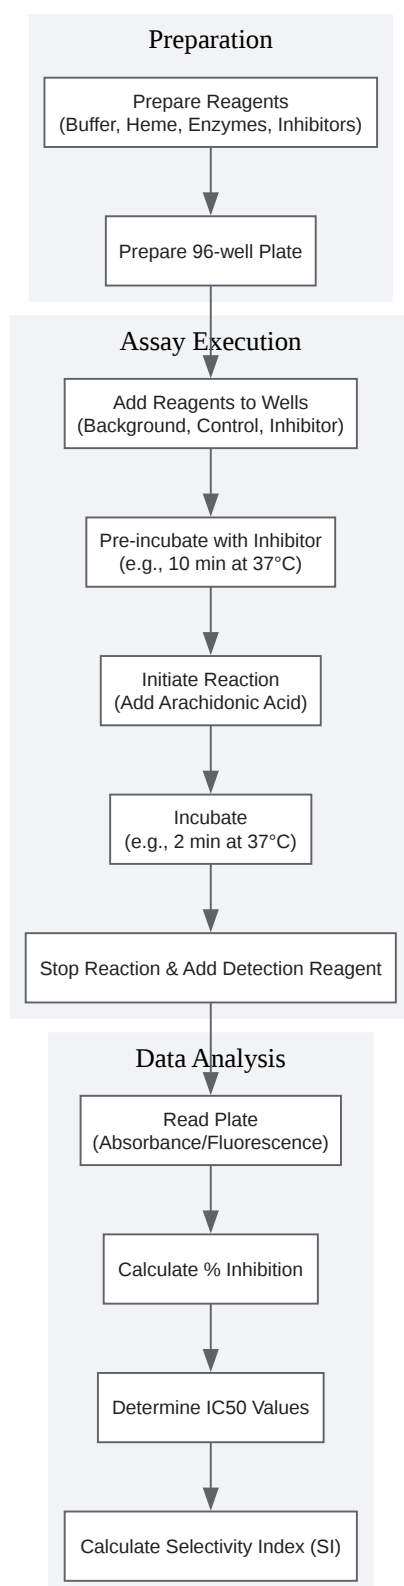 Preparation
Prepare Reagents
(Buffer, Heme, Enzymes, Inhibitors)
Prepare 96-well Plate
Assay Execution
Add Reagents to Wells
(Background, Control, Inhibitor)
Pre-incubate with Inhibitor
(e.g., 10 min at 37°C)
Initiate Reaction
(Add Arachidonic Acid)
Incubate
(e.g., 2 min at 37°C)
Stop Reaction & Add Detection Reagent
Data Analysis
Read Plate
(Absorbance/Fluorescence)
Calculate % Inhibition
Determine IC50 Values
Calculate Selectivity Index (SI)